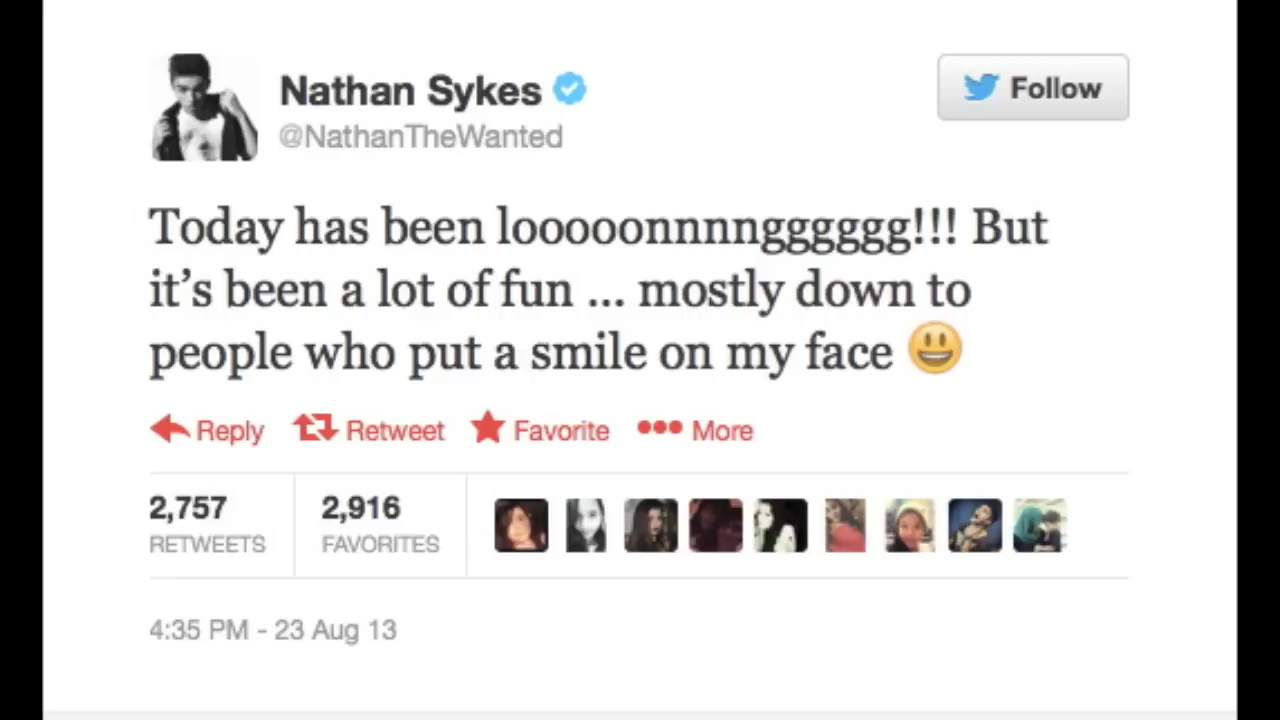 Nathan Sykes
Follow
@NathanTheWanted
Today has been looooonnnngggggg!!! But
it’s been a lot of fun ... mostly down to
people who put a smile on my face 😃
Reply Retweet Favorite More
2,757 2,916
RETWEETS FAVORITES
4:35 PM - 23 Aug 13